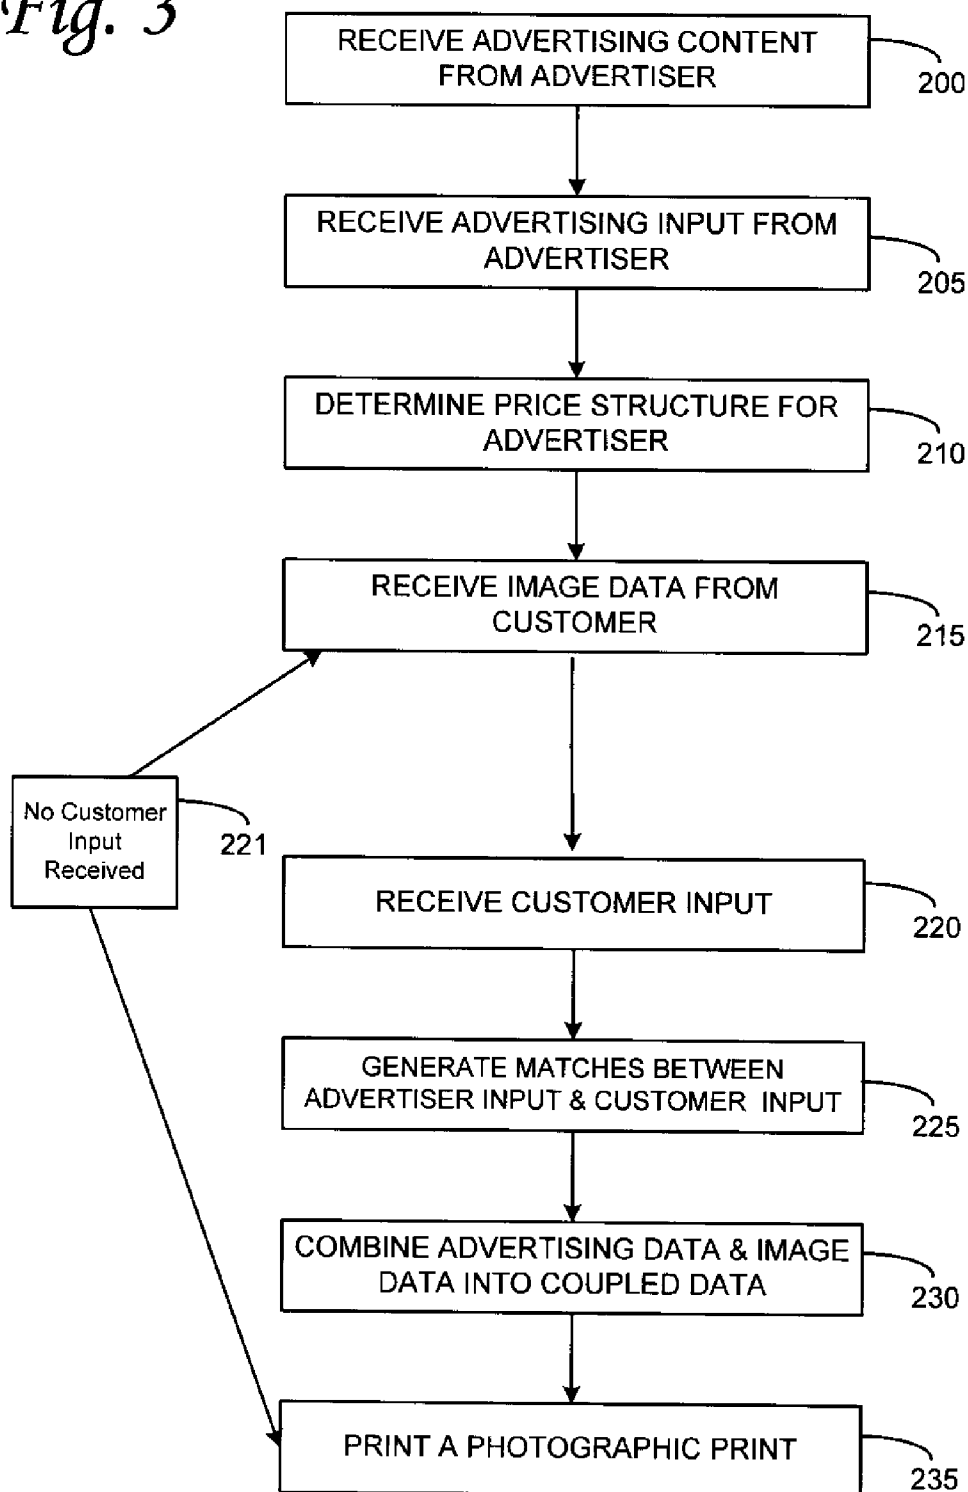 Fig. 3
RECEIVE ADVERTISING CONTENT
FROM ADVERTISER
200
RECEIVE ADVERTISING INPUT FROM
ADVERTISER
205
DETERMINE PRICE STRUCTURE FOR
ADVERTISER
210
RECEIVE IMAGE DATA FROM
CUSTOMER
215
No Customer
Input
Received
221
RECEIVE CUSTOMER INPUT
220
GENERATE MATCHES BETWEEN
ADVERTISER INPUT & CUSTOMER INPUT
225
COMBINE ADVERTISING DATA & IMAGE
DATA INTO COUPLED DATA
230
PRINT A PHOTOGRAPHIC PRINT
235